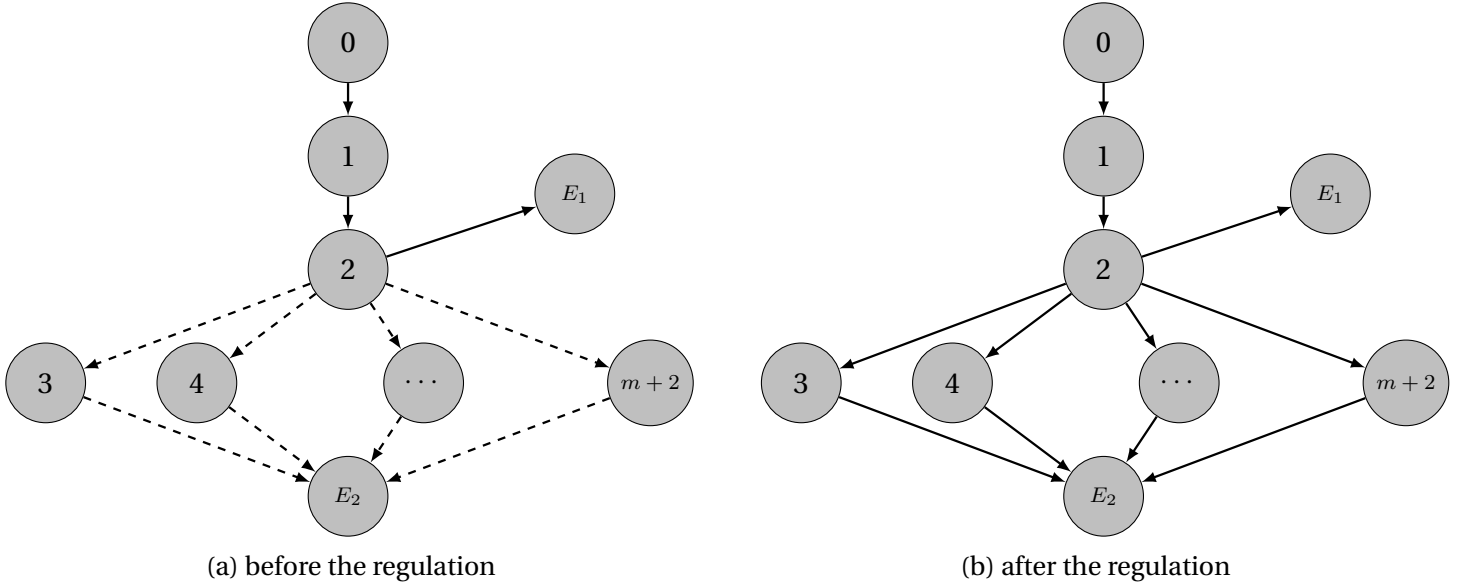 0
1
E₁
2
3
4
···
m + 2
E₂
(a) before the regulation
0
1
E₁
2
3
4
···
m + 2
E₂
(b) after the regulation